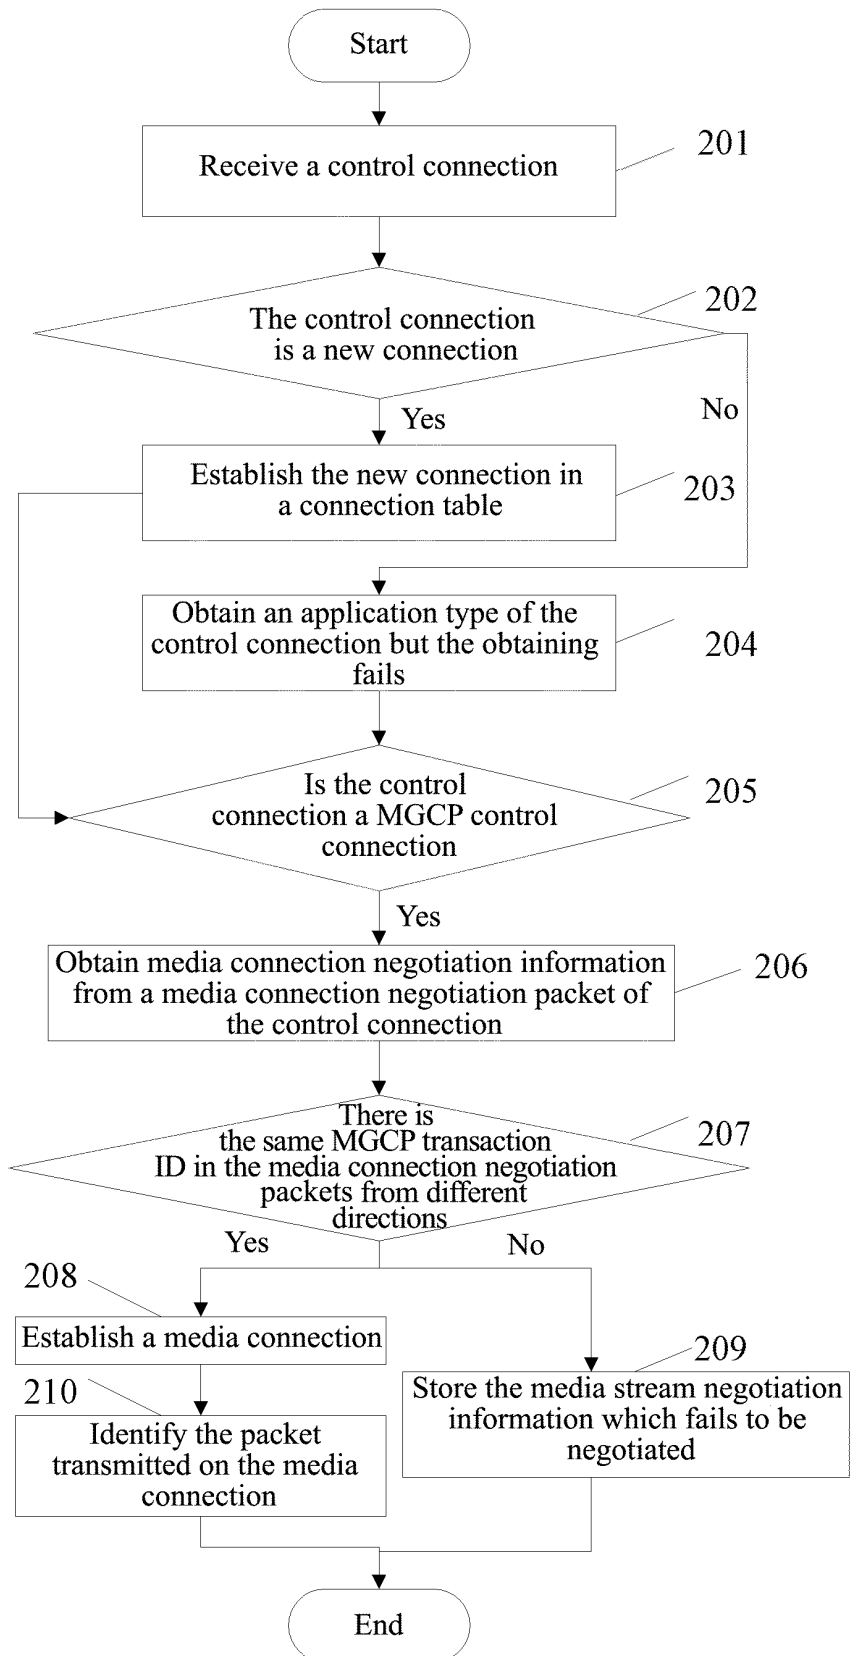 Start
Receive a control connection
201
The control connection
is a new connection
202
Yes
No
Establish the new connection in
a connection table
203
Obtain an application type of the
control connection but the obtaining
fails
204
Is the control
connection a MGCP control
connection
205
Yes
Obtain media connection negotiation information
from a media connection negotiation packet of
the control connection
206
There is
the same MGCP transaction
ID in the media connection negotiation
packets from different
directions
207
Yes
No
208
Establish a media connection
209
Store the media stream negotiation
information which fails to be
negotiated
210
Identify the packet
transmitted on the media
connection
End